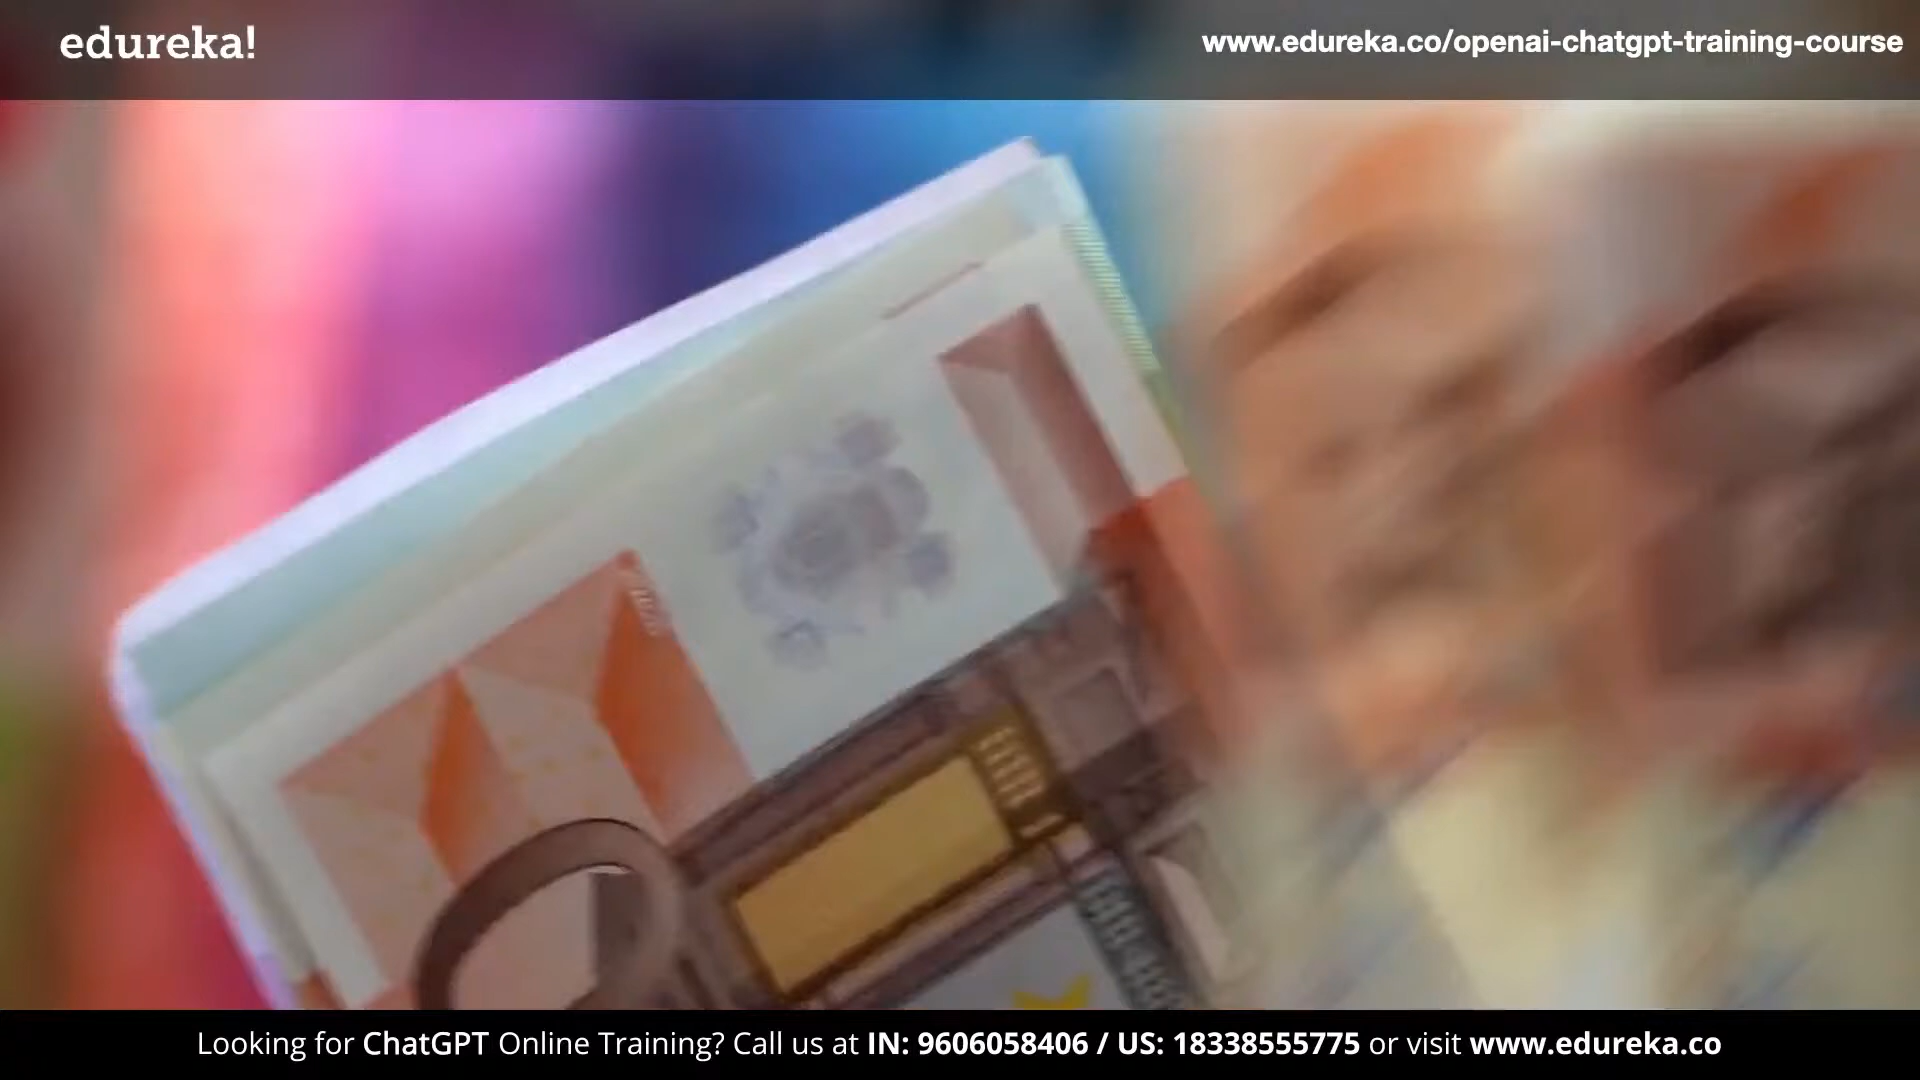 edureka!
www.edureka.co/openai-chatgpt-training-course
Looking for ChatGPT Online Training? Call us at IN: 9606058406 / US: 18338555775 or visit www.edureka.co